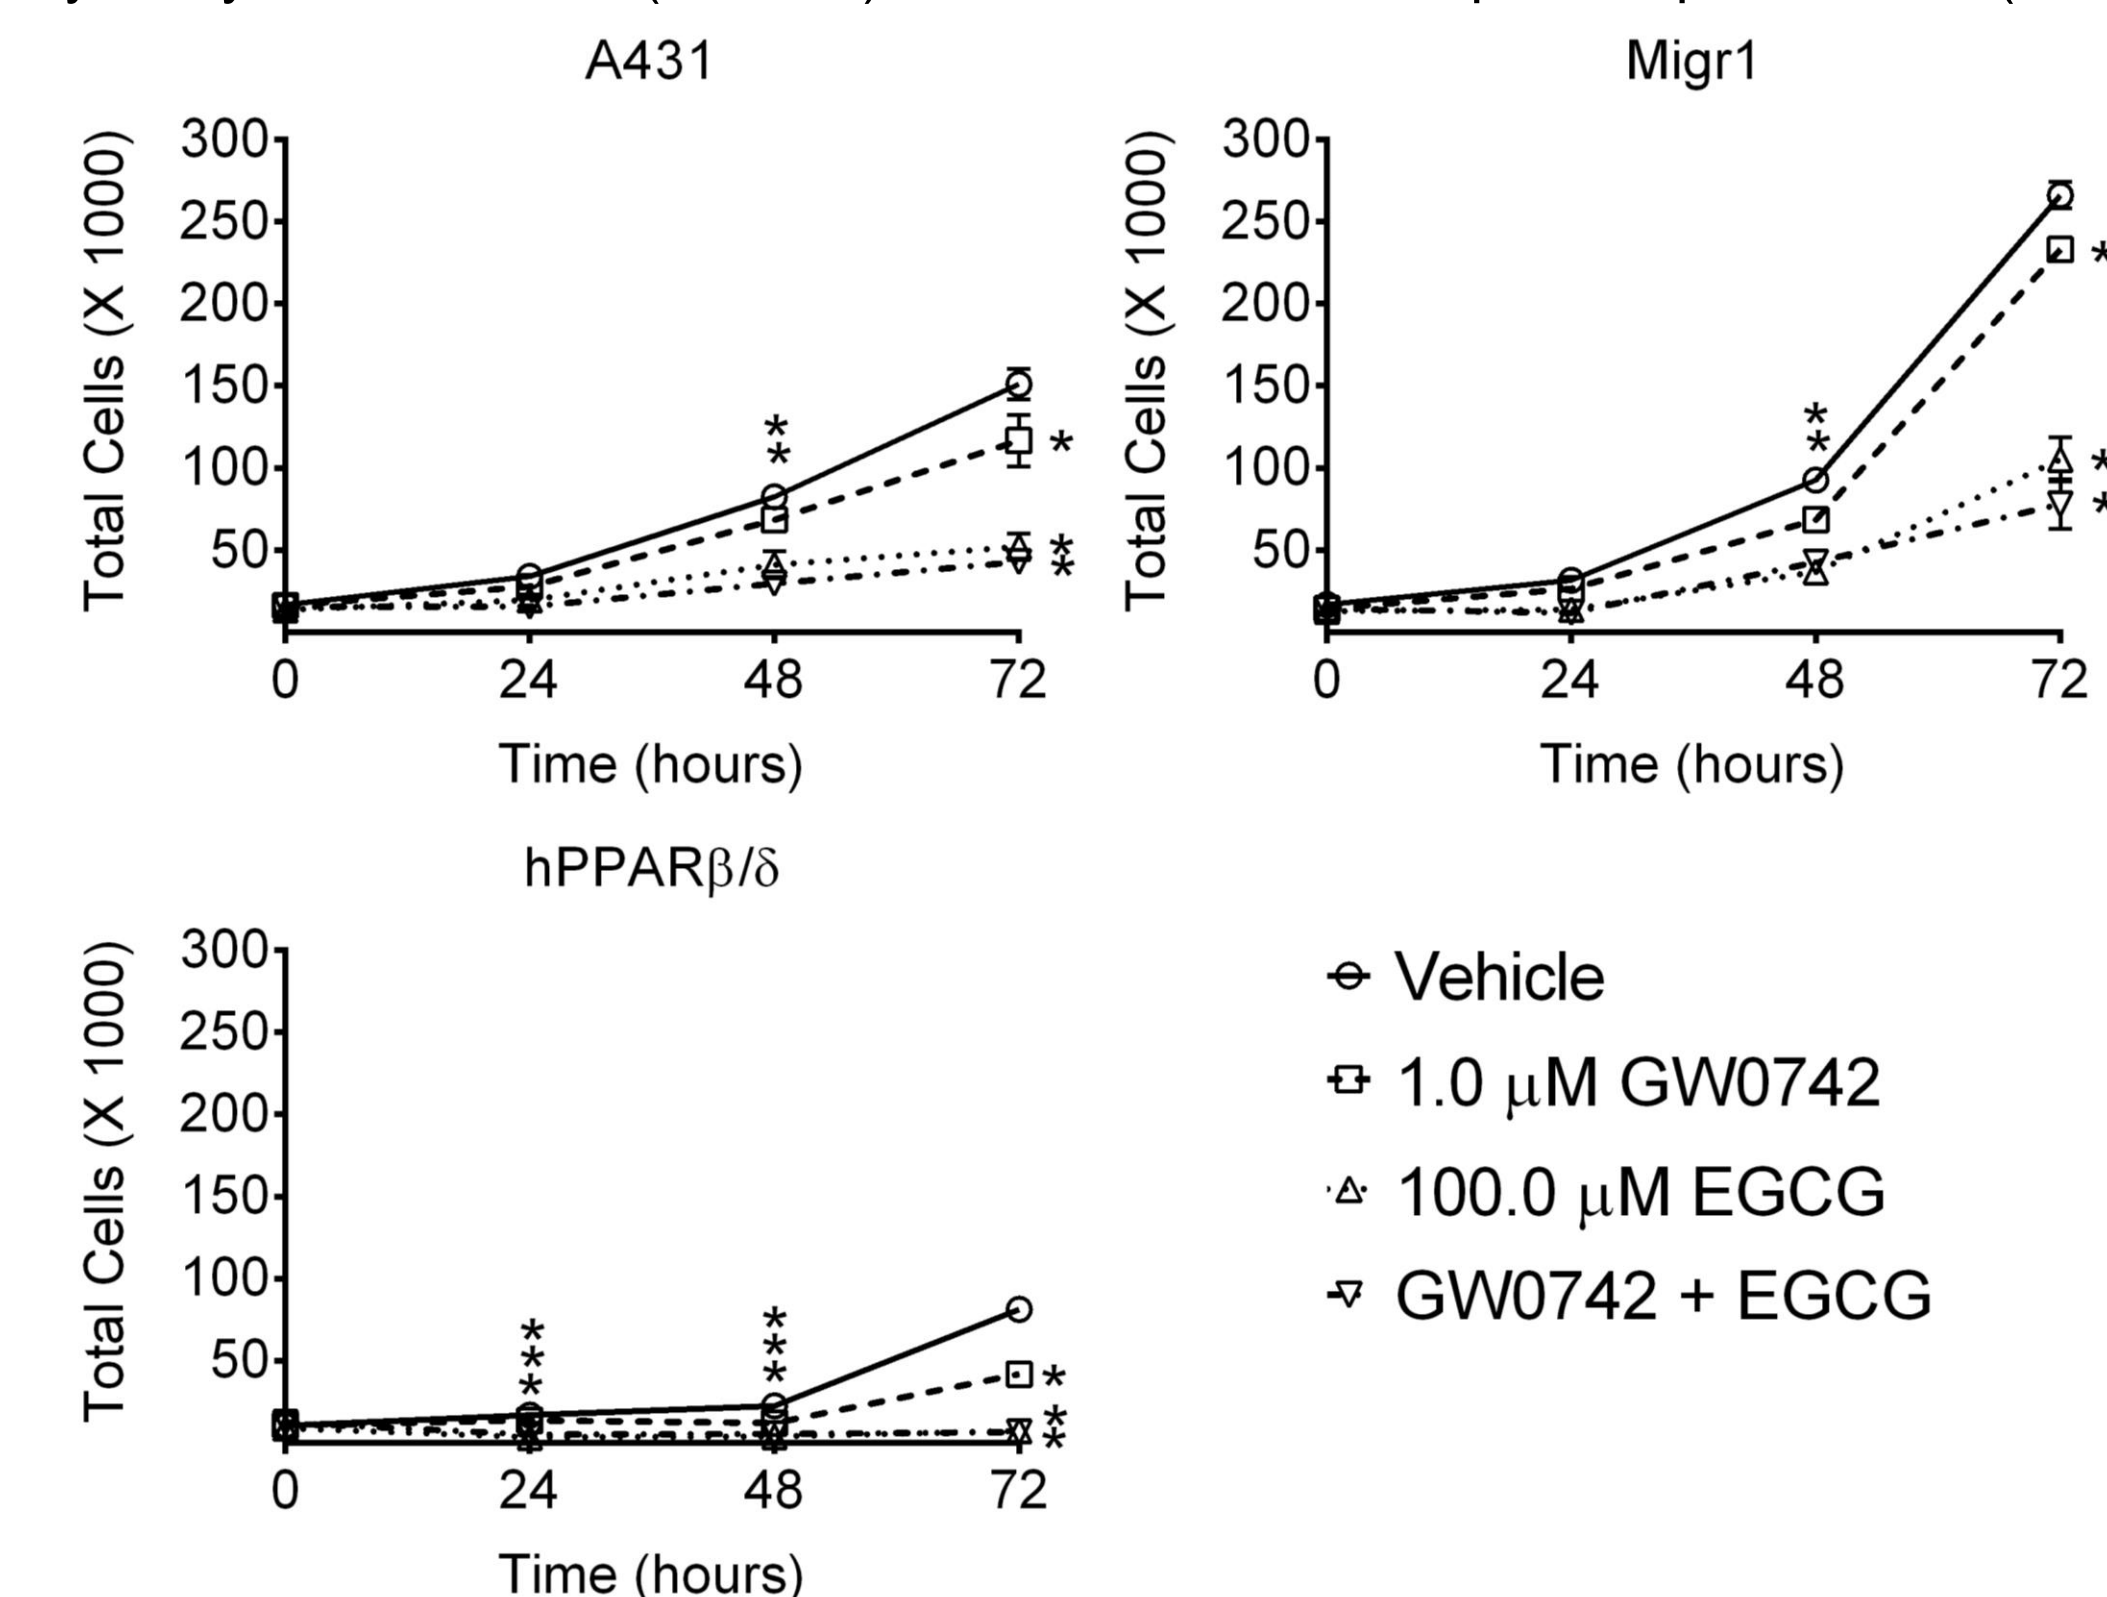 A431
Total Cells (X 1000)
300
250
200
150
100
50
* *
*
*
*
0 24 48 72
Time (hours)
Migr1
Total Cells (X 1000)
300
250
200
150
100
50
* *
*
*
*
0 24 48 72
Time (hours)
hPPARβ/δ
Total Cells (X 1000)
300
250
200
150
100
50
* * *
* * *
*
*
*
0 24 48 72
Time (hours)
Vehicle
1.0 μM GW0742
100.0 μM EGCG
GW0742 + EGCG